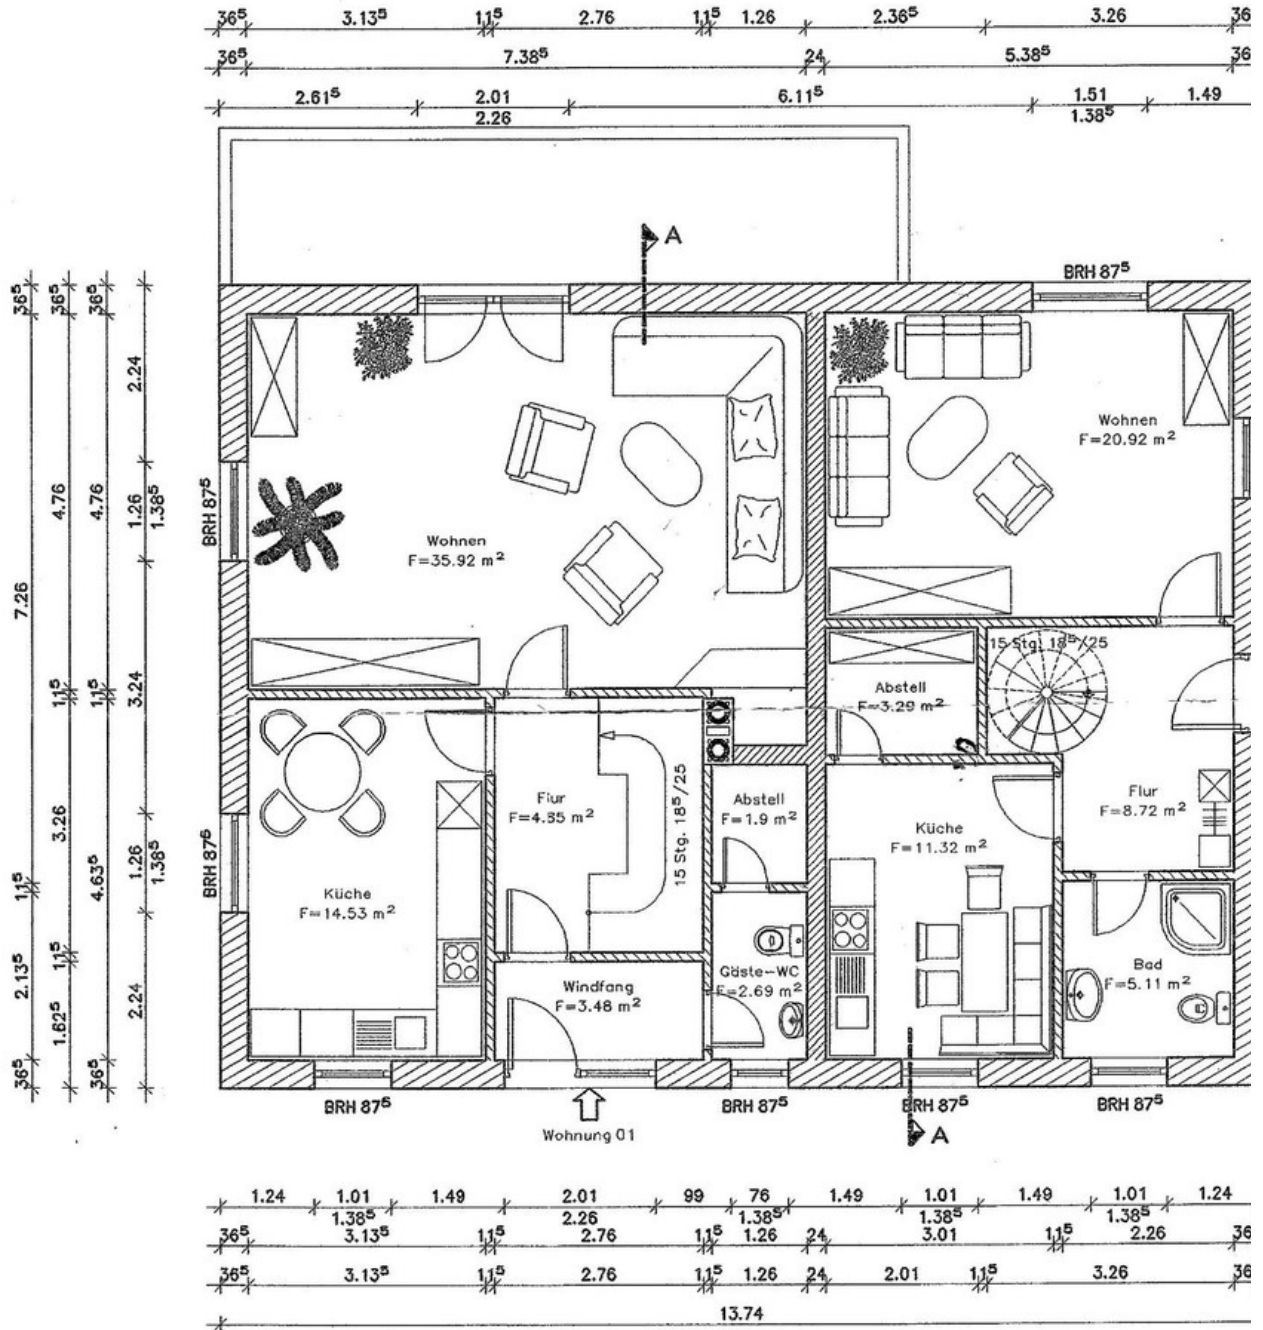 36⁵ 3.13⁵ 11⁵ 2.76 11⁵ 1.26 2.36⁵ 3.26 36
36⁵ 7.38⁵ 24 5.38⁵ 36
2.61⁵ 2.01 6.11⁵ 1.51 1.49
2.26 1.38⁵
A
BRH 87⁵
36⁵ 7.26 11⁵ 2.13⁵ 36⁵
36⁵ 4.76 11⁵ 3.26 11⁵ 1.62⁵
36⁵ 4.76 11⁵ 4.63⁵ 36⁵
2.24 1.26 3.24 1.26 2.24
1.38⁵ 1.38⁵
BRH 87⁵
BRH 87⁵
Wohnen
F=35.92 m²
Wohnen
F=20.92 m²
15 Stg. 18⁵/25
Abstell
F=3.29 m²
Flur
F=4.85 m²
15 Stg. 18⁵/25
Abstell
F=1.9 m²
Küche
F=11.32 m²
Flur
F=8.72 m²
Küche
F=14.53 m²
Windfang
F=3.48 m²
Gäste-WC
F=2.69 m²
Bad
F=5.11 m²
BRH 87⁵ BRH 87⁵ BRH 87⁵ BRH 87⁵
Wohnung 01
A
1.24 1.01 1.49 2.01 99 76 1.49 1.01 1.49 1.01 1.24
1.38⁵ 2.26 1.38⁵ 1.38⁵ 1.38⁵
36⁵ 3.13⁵ 11⁵ 2.76 11⁵ 1.26 24 3.01 11⁵ 2.26 36
36⁵ 3.13⁵ 11⁵ 2.76 11⁵ 1.26 24 2.01 11⁵ 3.26 36
13.74